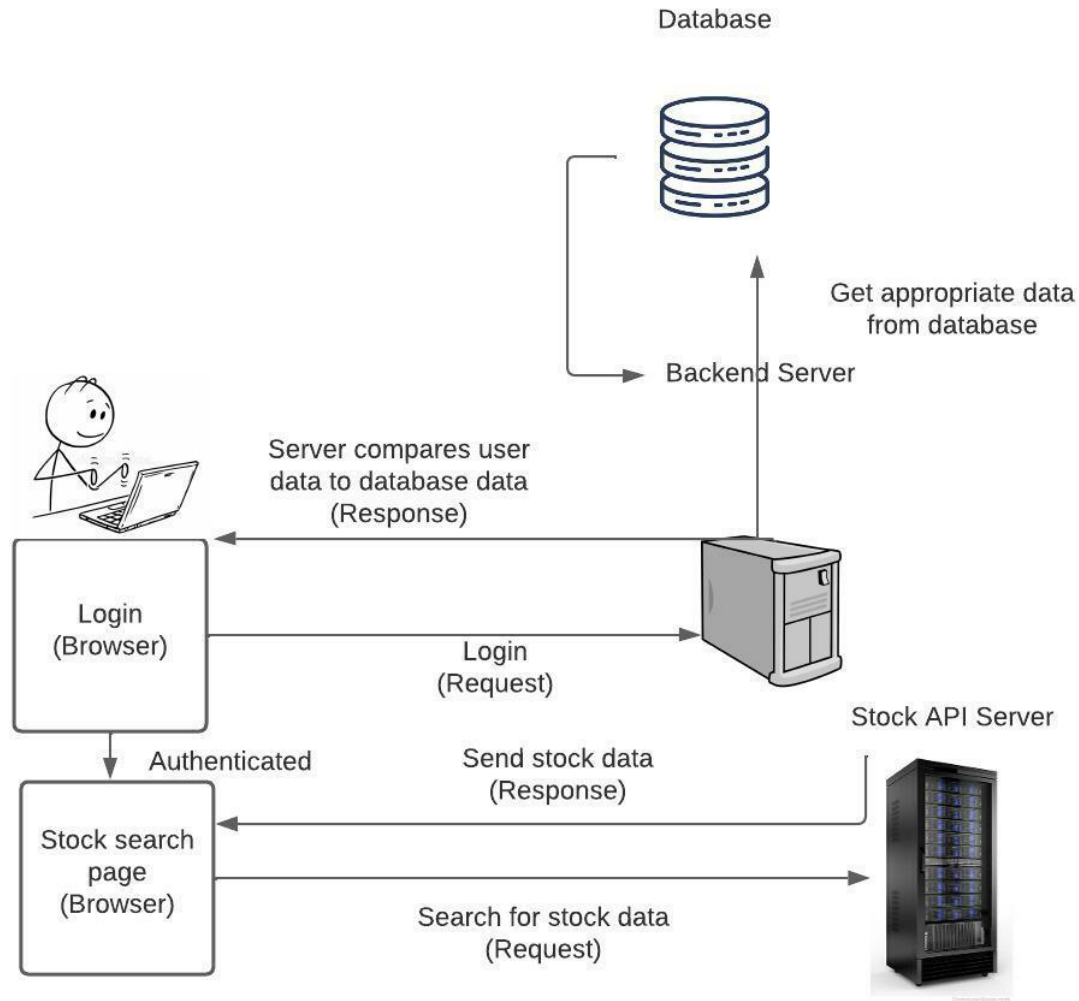 Database
Get appropriate data
from database
Backend Server
Server compares user
data to database data
(Response)
Login
(Browser)
Login
(Request)
Stock API Server
Authenticated
Send stock data
(Response)
Stock search
page
(Browser)
Search for stock data
(Request)